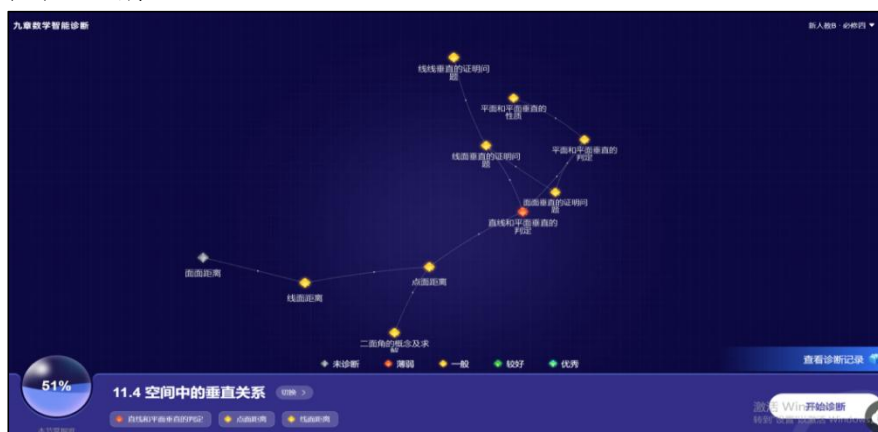 九章数学智能诊断
新人教B · 必修四
线线垂直的证明问
题
平面和平面垂直的
性质
平面和平面垂直的
判定
线面垂直的证明问
题
面面垂直的证明问
题
直线和平面垂直的
判定
面面距离
点面距离
线面距离
二面角的概念及求
解
未诊断
薄弱
一般
较好
优秀
查看诊断记录
51%
11.4 空间中的垂直关系
切换 >
直线和平面垂直的判定
点面距离
线面距离
开始诊断